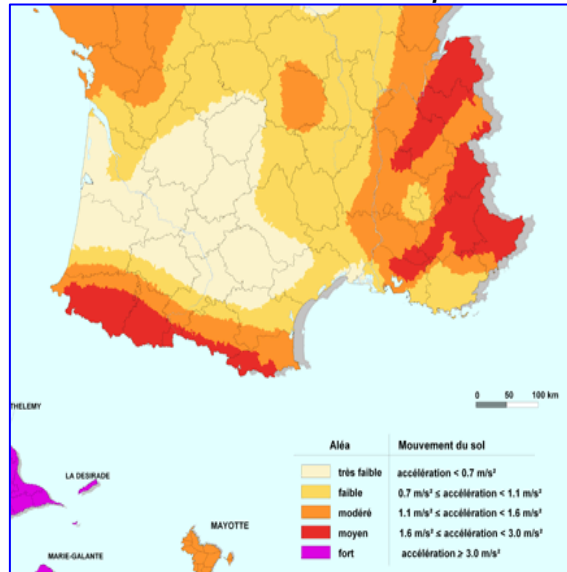 0 50 100 km
THELEMY
Aléa Mouvement du sol
LA DESIRADE
très faible accélération < 0.7 m/s²
faible 0.7 m/s² ≤ accélération < 1.1 m/s²
modéré 1.1 m/s² ≤ accélération < 1.6 m/s²
MAYOTTE
moyen 1.6 m/s² ≤ accélération < 3.0 m/s²
fort accélération ≥ 3.0 m/s²
MARIE-GALANTE